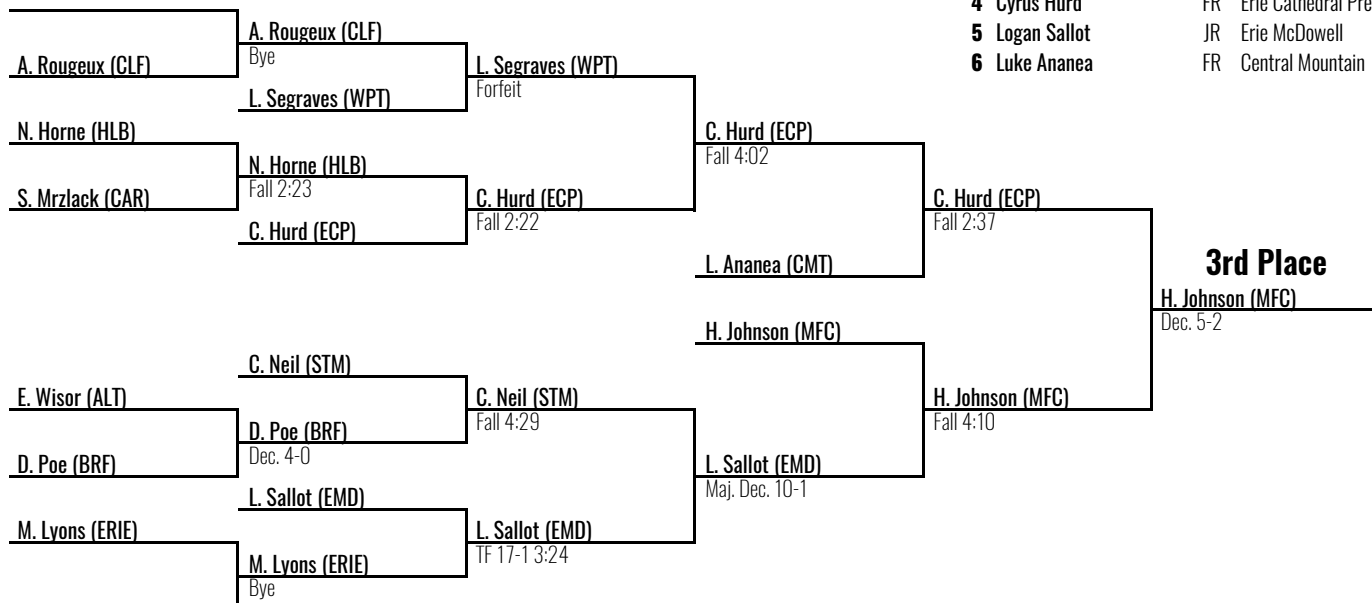 4 Cyrus Hurd FR Erie Cathedral Pre
5 Logan Sallot JR Erie McDowell
6 Luke Ananea FR Central Mountain
A. Rougeux (CLF)
Bye
A. Rougeux (CLF)
L. Segraves (WPT)
Forfeit
L. Segraves (WPT)
N. Horne (HLB)
C. Hurd (ECP)
Fall 4:02
N. Horne (HLB)
Fall 2:23
S. Mrzlack (CAR)
C. Hurd (ECP)
Fall 2:22
C. Hurd (ECP)
Fall 2:37
C. Hurd (ECP)
L. Ananea (CMT)
3rd Place
H. Johnson (MFC)
Dec. 5-2
H. Johnson (MFC)
C. Neil (STM)
E. Wisor (ALT)
C. Neil (STM)
Fall 4:29
H. Johnson (MFC)
Fall 4:10
D. Poe (BRF)
Dec. 4-0
D. Poe (BRF)
L. Sallot (EMD)
Maj. Dec. 10-1
L. Sallot (EMD)
M. Lyons (ERIE)
L. Sallot (EMD)
TF 17-1 3:24
M. Lyons (ERIE)
Bye